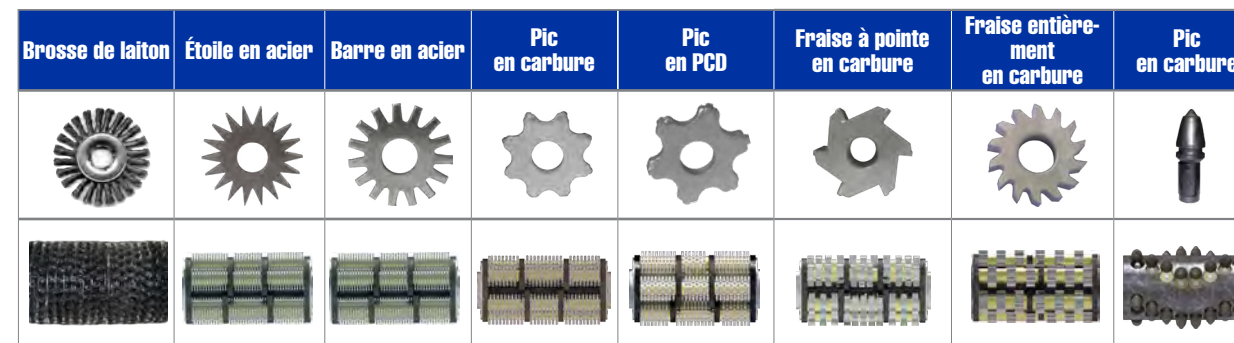 Brosse de laiton
Étoile en acier
Barre en acier
Pic
en carbure
Pic
en PCD
Fraise à pointe
en carbure
Fraise entière-
ment
en carbure
Pic
en carbure